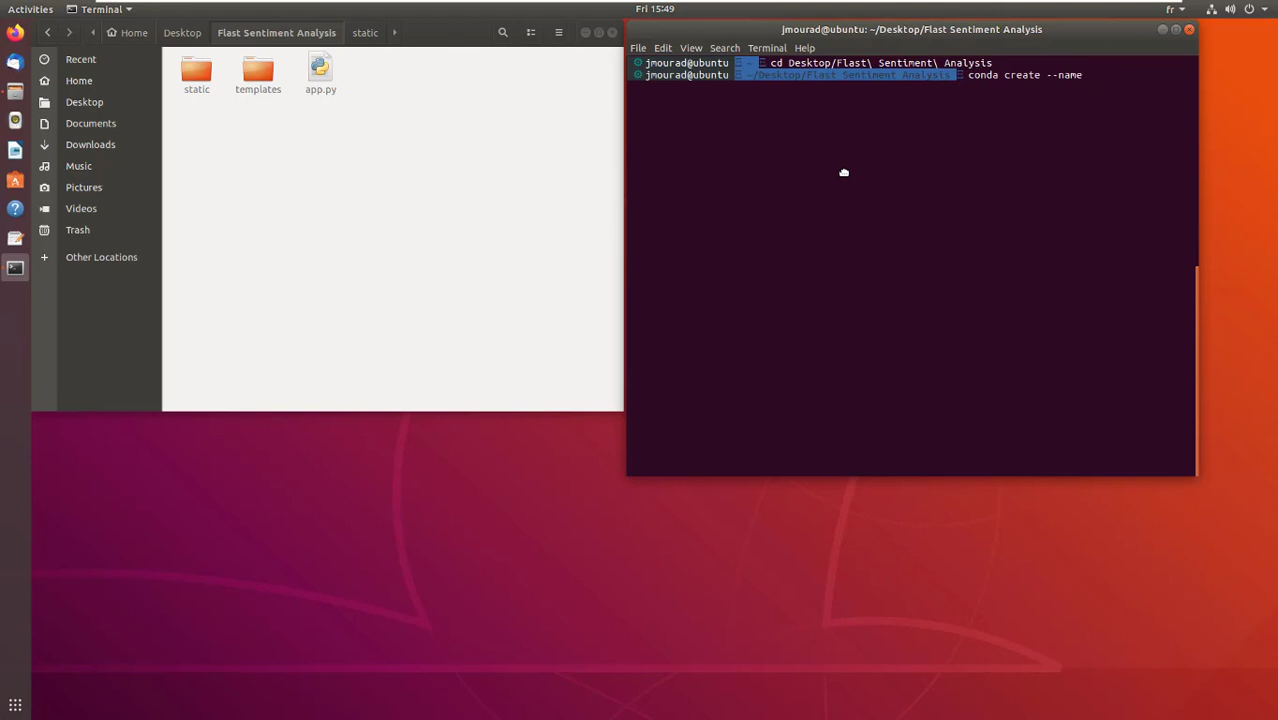 Activities
Terminal
Fri 15:49
fr
Home
Desktop
Flast Sentiment Analysis
static
Recent
Home
Desktop
Documents
Downloads
Music
Pictures
Videos
Trash
Other Locations
static
templates
app.py
jmourad@ubuntu: ~/Desktop/Flast Sentiment Analysis
File Edit View Search Terminal Help
jmourad@ubuntu ~ cd Desktop/Flast\ Sentiment\ Analysis
jmourad@ubuntu ~/Desktop/Flast Sentiment Analysis conda create --name